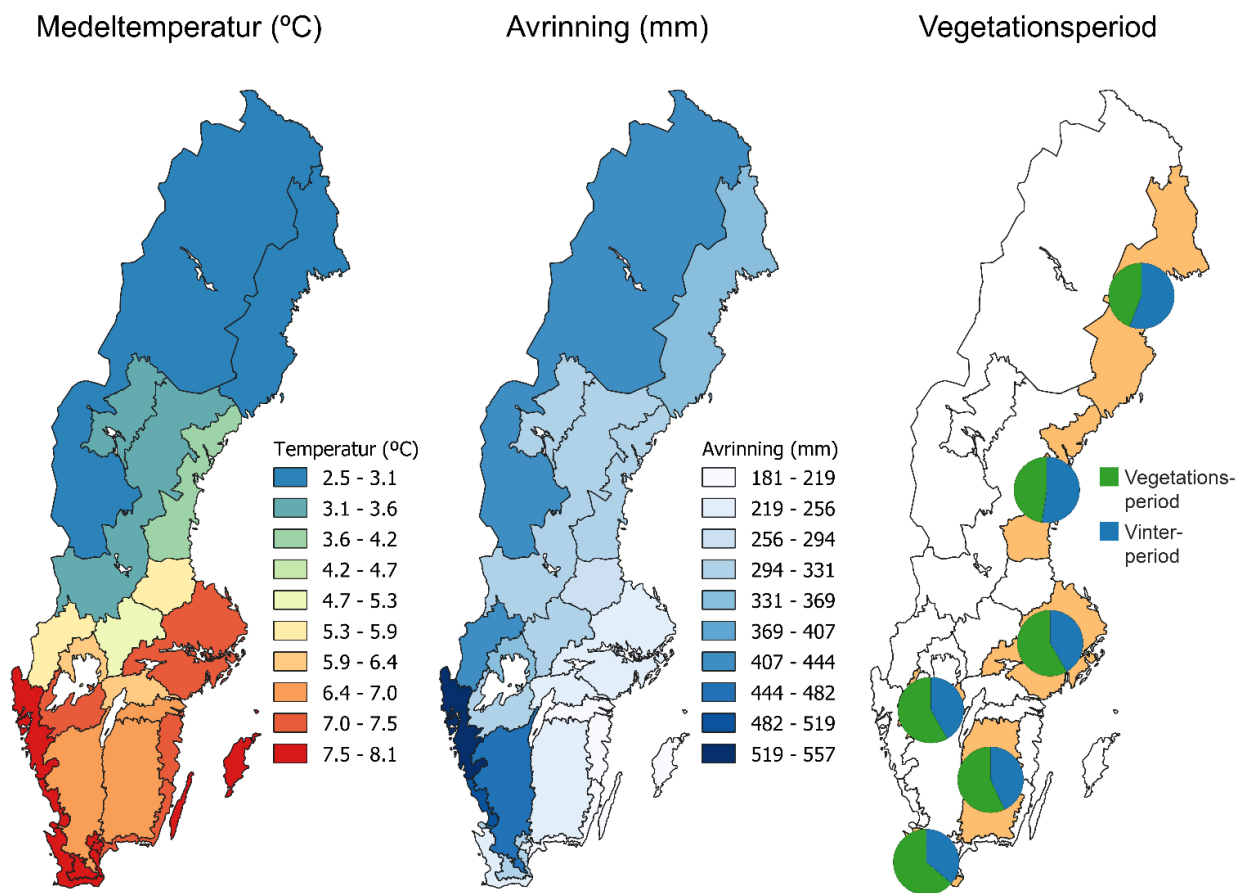 Medeltemperatur (ºC)
Avrinning (mm)
Vegetationsperiod
Temperatur (ºC)
2.5 - 3.1
3.1 - 3.6
3.6 - 4.2
4.2 - 4.7
4.7 - 5.3
5.3 - 5.9
5.9 - 6.4
6.4 - 7.0
7.0 - 7.5
7.5 - 8.1
Avrinning (mm)
181 - 219
219 - 256
256 - 294
294 - 331
331 - 369
369 - 407
407 - 444
444 - 482
482 - 519
519 - 557
Vegetations-
period
Vinter-
period